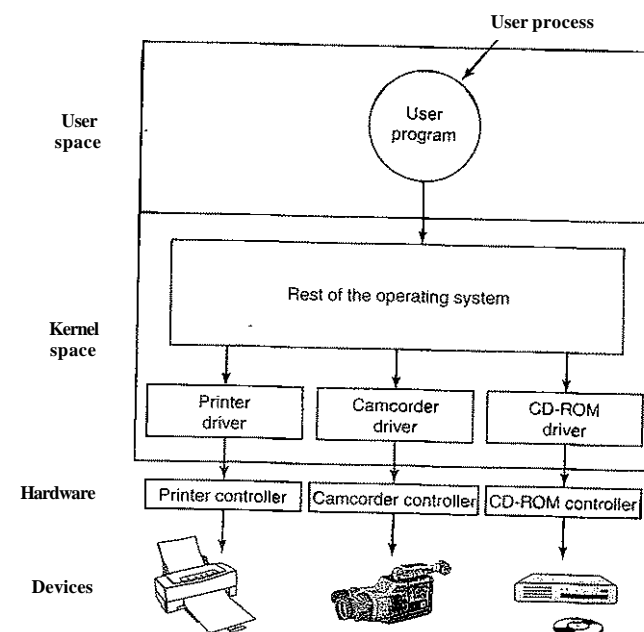 User process
User
space
User
program
Rest of the operating system
Kernel
space
Printer
driver
Camcorder
driver
CD-ROM
driver
Hardware
Printer controller
Camcorder controller
CD-ROM controller
Devices